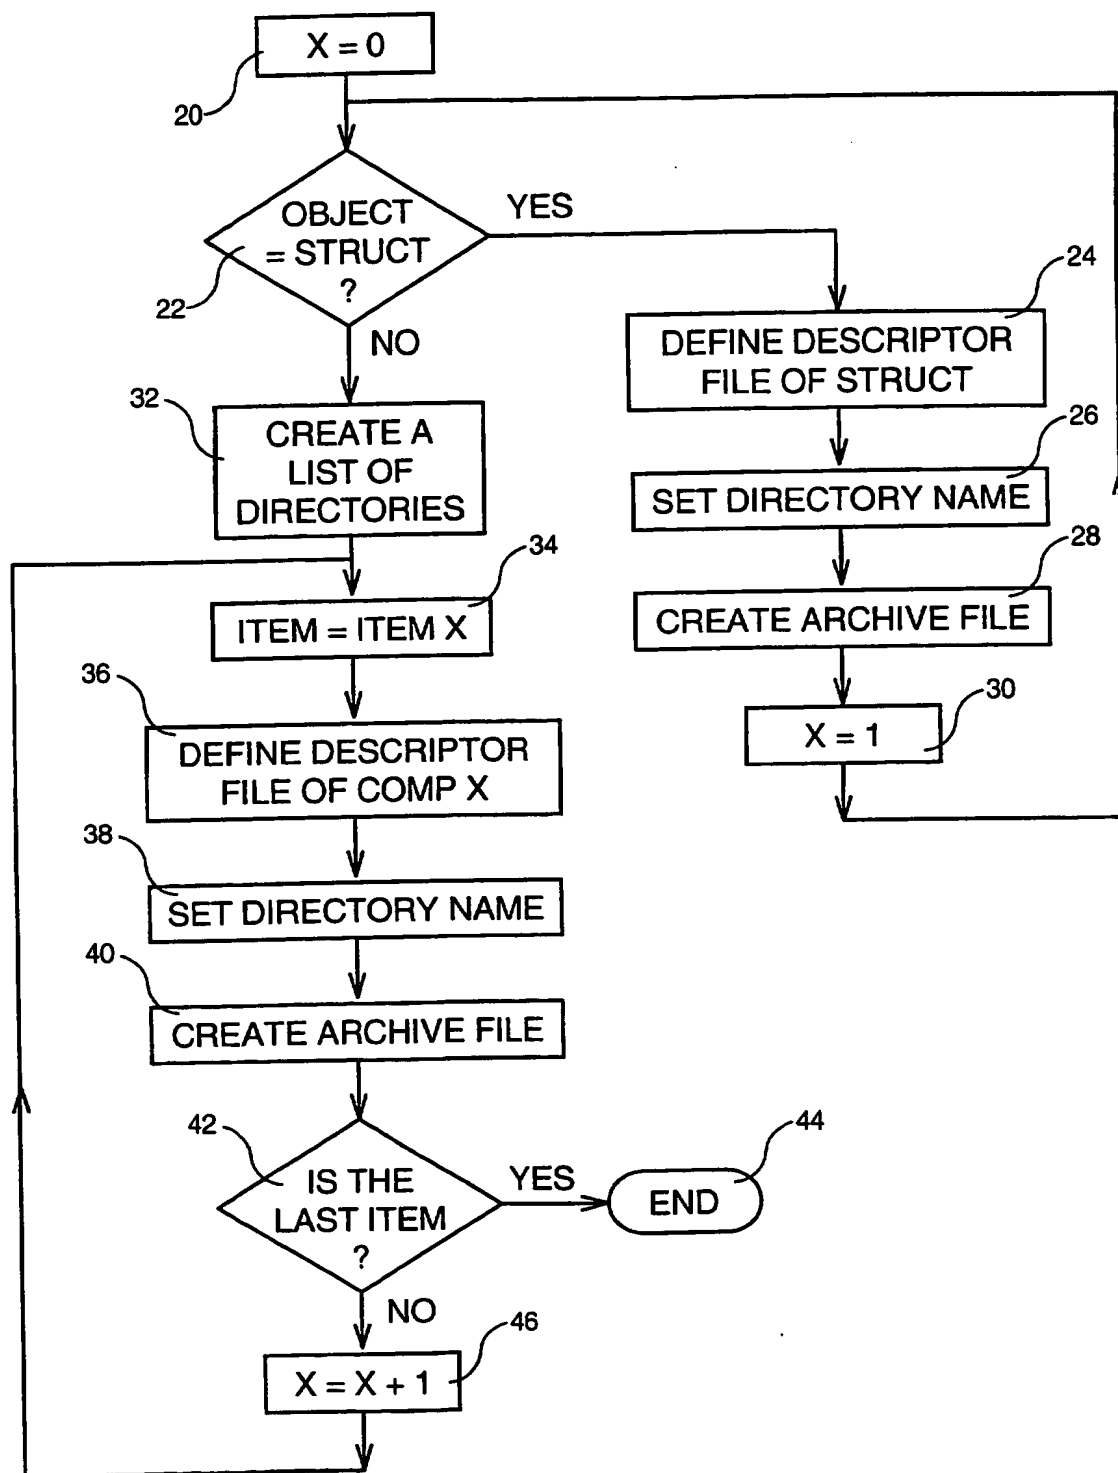 X = 0
20
OBJECT
= STRUCT
?
22
YES
NO
24
DEFINE DESCRIPTOR
FILE OF STRUCT
26
SET DIRECTORY NAME
28
CREATE ARCHIVE FILE
30
X = 1
32
CREATE A
LIST OF
DIRECTORIES
34
ITEM = ITEM X
36
DEFINE DESCRIPTOR
FILE OF COMP X
38
SET DIRECTORY NAME
40
CREATE ARCHIVE FILE
42
IS THE
LAST ITEM
?
YES
44
END
NO
46
X = X + 1